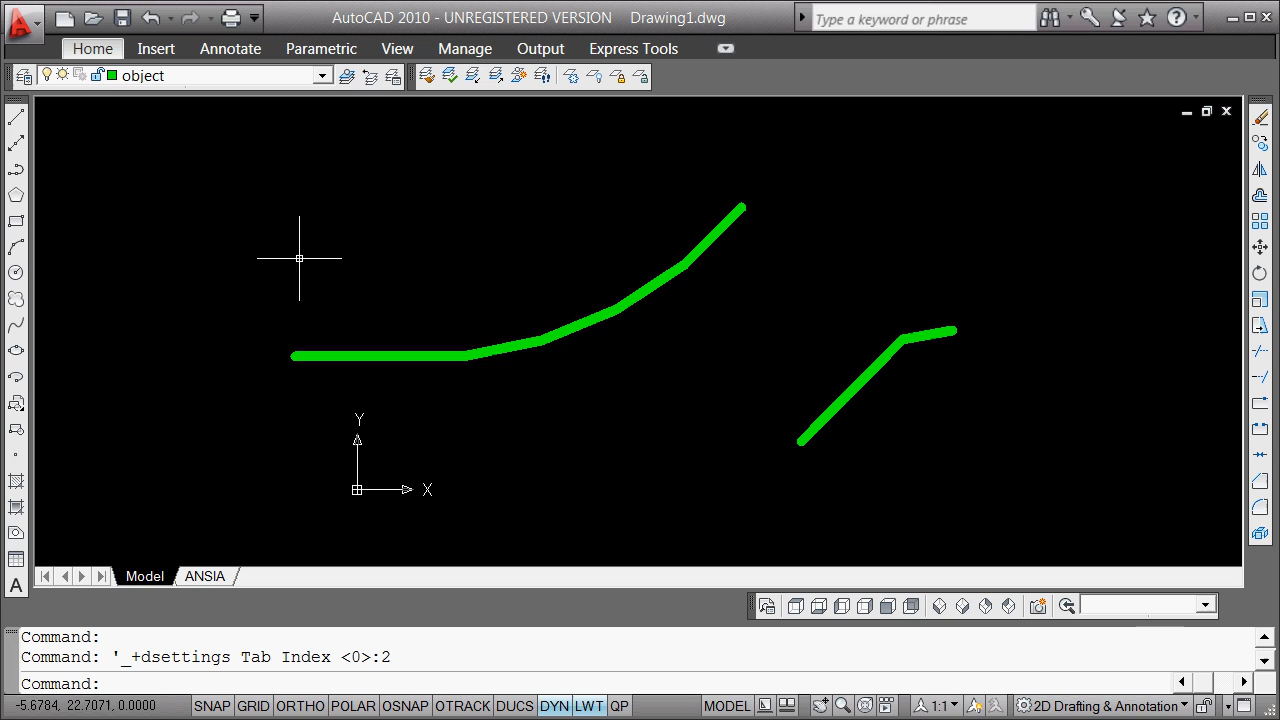 AutoCAD 2010 - UNREGISTERED VERSION Drawing1.dwg
Type a keyword or phrase
Home Insert Annotate Parametric View Manage Output Express Tools
object
Y
X
Model ANSIA
A
Command:
Command: '_+dsettings Tab Index <0>:2
Command:
-5.6784, 22.7071, 0.0000 SNAP GRID ORTHO POLAR OSNAP OTRACK DUCS DYN LWT QP MODEL 1:1 2D Drafting & Annotation